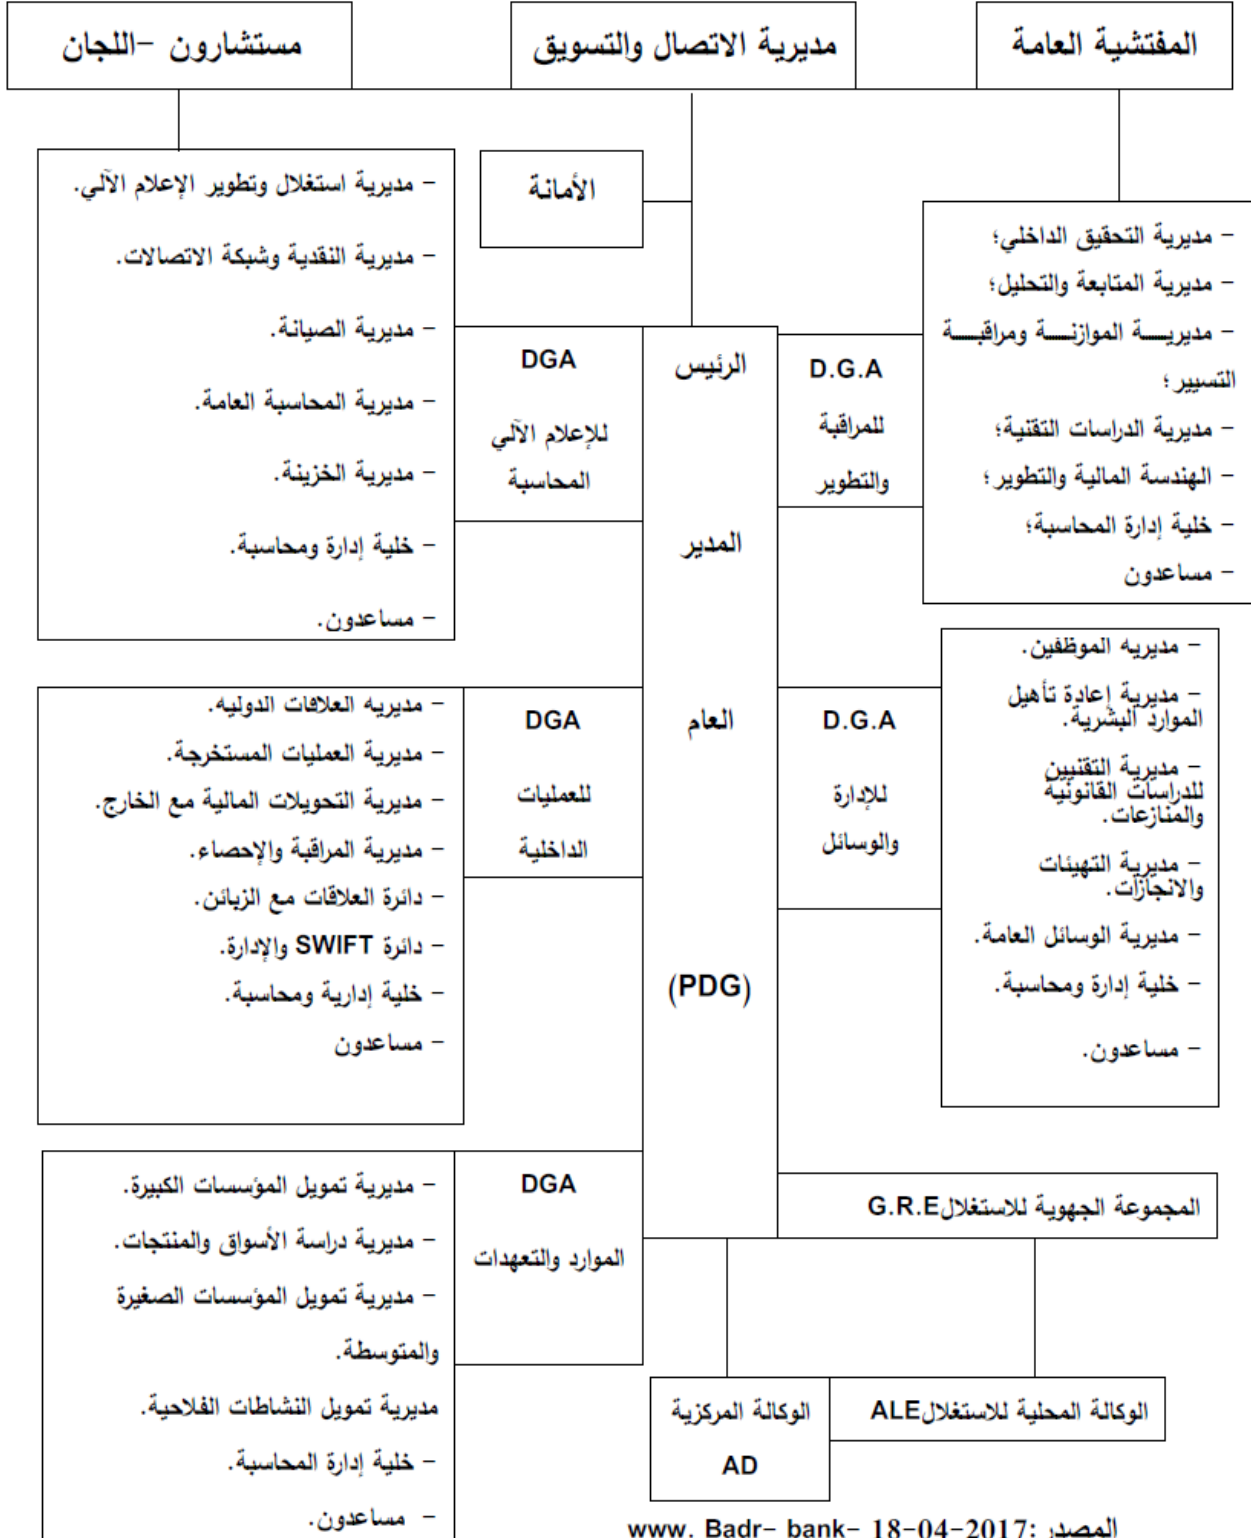 المفتشية العامة
مديرية الاتصال والتسويق
مستشارون -اللجان
الأمانة
- مديرية التحقيق الداخلي؛
- مديرية المتابعة والتحليل؛
- مديريـــة الموازنـــة ومراقبـــة
التسيير؛
- مديرية الدراسات التقنية؛
- الهندسة المالية والتطوير؛
- خلية إدارة المحاسبة؛
- مساعدون
D.G.A
للمراقبة
والتطوير
الرئيس
المدير
العام
(PDG)
DGA
للإعلام الآلي
المحاسبة
- مديرية استغلال وتطوير الإعلام الآلي.
- مديرية النقدية وشبكة الاتصالات.
- مديرية الصيانة.
- مديرية المحاسبة العامة.
- مديرية الخزينة.
- خلية إدارة ومحاسبة.
- مساعدون.
- مديريه الموظفين.
- مديرية إعادة تأهيل
الموارد البشرية.
- مديرية التقنيين
للدراسات القانونية
والمنازعات.
- مديرية التهيئات
والانجازات.
- مديرية الوسائل العامة.
- خلية إدارة ومحاسبة.
- مساعدون.
D.G.A
للإدارة
والوسائل
DGA
للعمليات
الداخلية
- مديريه العلاقات الدوليه.
- مديرية العمليات المستخرجة.
- مديرية التحويلات المالية مع الخارج.
- مديرية المراقبة والإحصاء.
- دائرة العلاقات مع الزبائن.
- دائرة SWIFT والإدارة.
- خلية إدارية ومحاسبة.
- مساعدون
المجموعة الجهوية للاستغلالG.R.E
DGA
الموارد والتعهدات
- مديرية تمويل المؤسسات الكبيرة.
- مديرية دراسة الأسواق والمنتجات.
- مديرية تمويل المؤسسات الصغيرة
والمتوسطة.
مديرية تمويل النشاطات الفلاحية.
- خلية إدارة المحاسبة.
- مساعدون.
الوكالة المحلية للاستغلالALE
الوكالة المركزية
AD
المصدر: www. Badr- bank- 18-04-2017